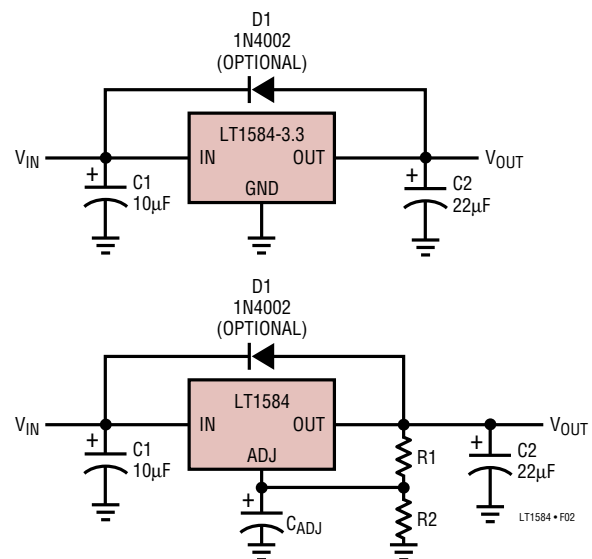 D1
1N4002
(OPTIONAL)
LT1584-3.3
VIN
IN
OUT
VOUT
GND
+
C1
10µF
+
C2
22µF
D1
1N4002
(OPTIONAL)
LT1584
VIN
IN
OUT
VOUT
ADJ
+
C1
10µF
R1
+
C2
22µF
+
CADJ
R2
LT1584 • F02